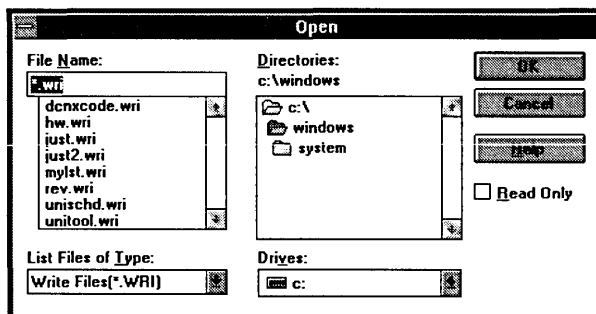 Open
File Name:
*.wri
dcnxcode.wri
hw.wri
just.wri
just2.wri
mylst.wri
rev.wri
unischd.wri
unitool.wri
List Files of Type:
Write Files(*.WRI)
Directories:
c:\windows
c:\
windows
system
Drives:
c:
OK
Cancel
Help
Read Only